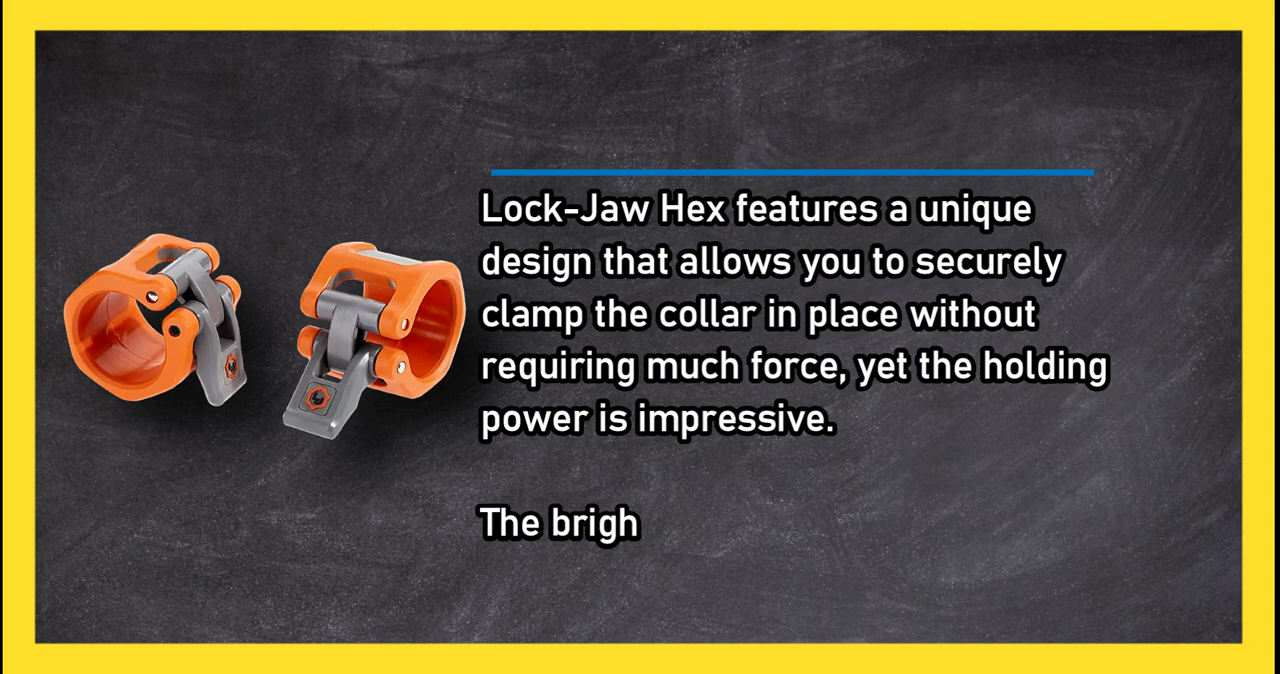 Lock-Jaw Hex features a unique
design that allows you to securely
clamp the collar in place without
requiring much force, yet the holding
power is impressive.
The brigh